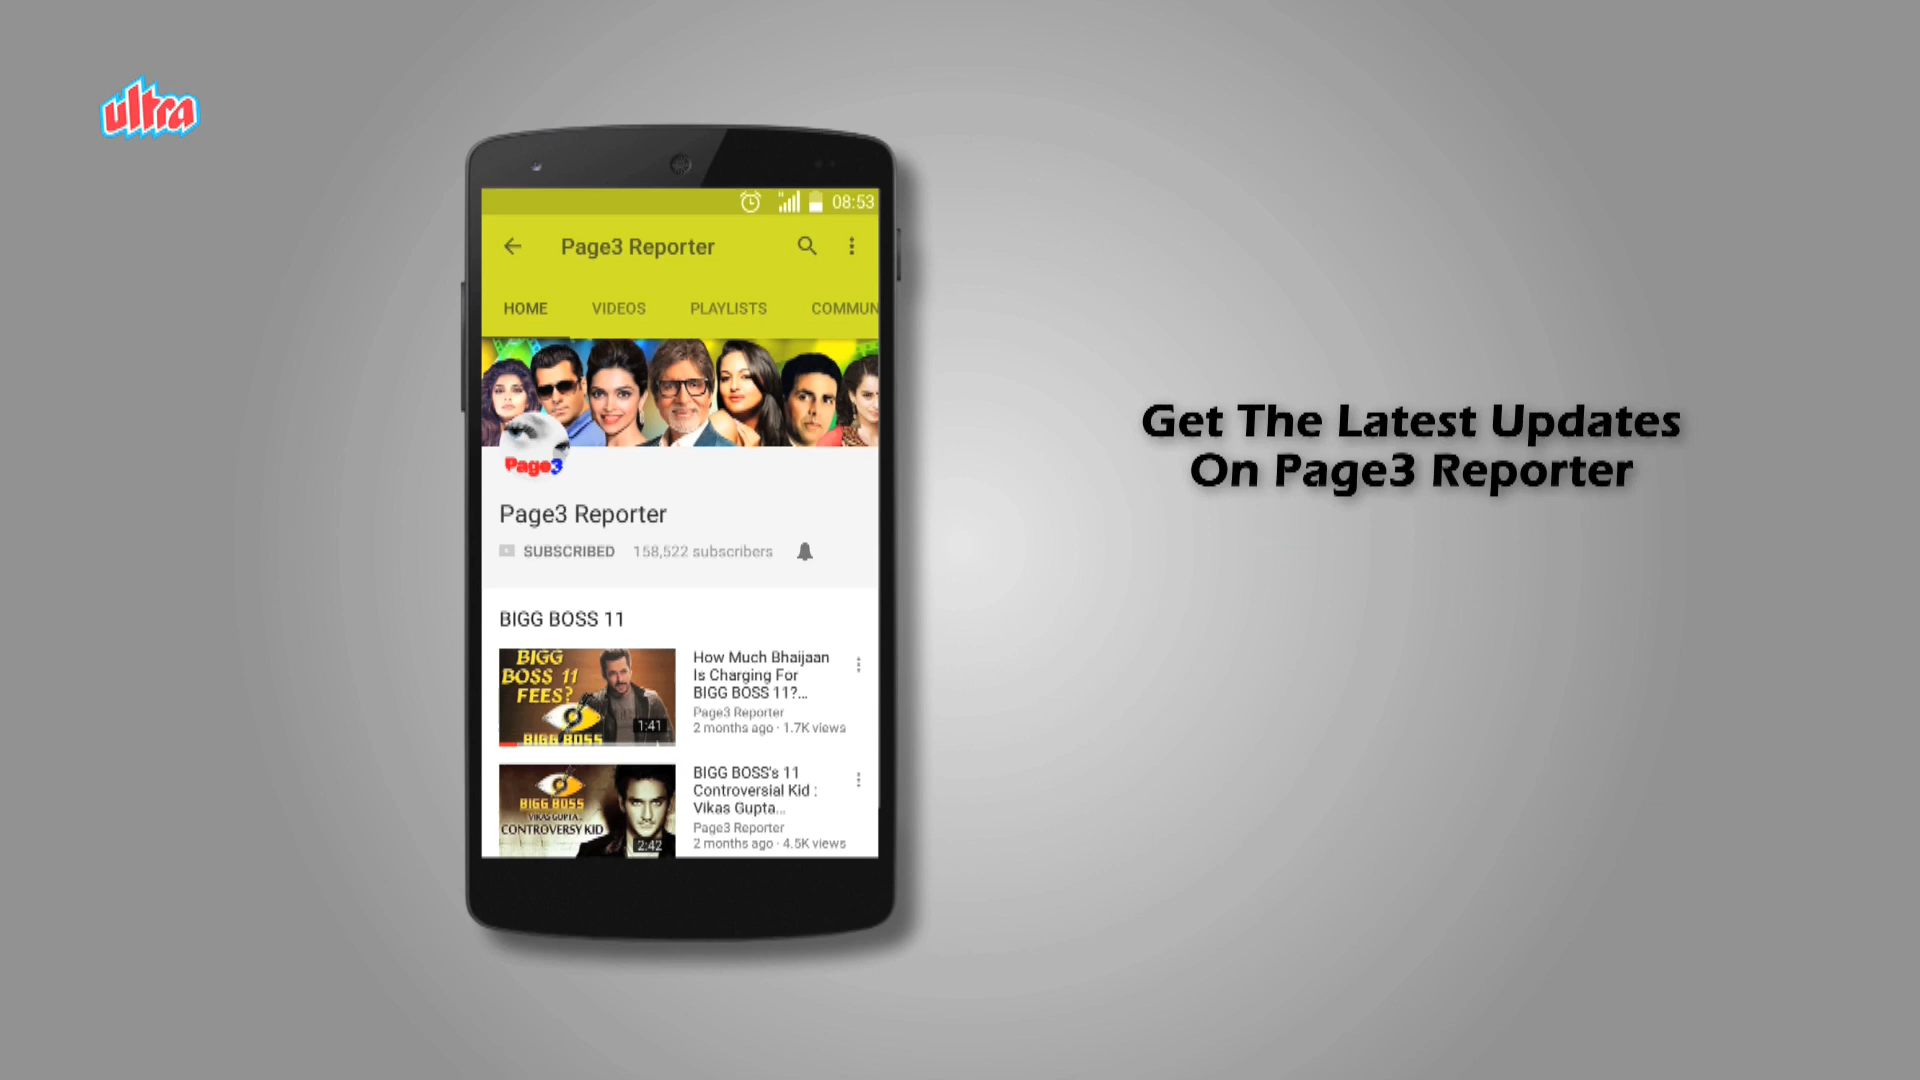 ultra
08:53
Page3 Reporter
HOME VIDEOS PLAYLISTS COMMUN
Page3
Page3 Reporter
SUBSCRIBED 158,522 subscribers
BIGG BOSS 11
BIGG
BOSS 11
FEES?
BIGG BOSS
1:41
How Much Bhaijaan
Is Charging For
BIGG BOSS 11?...
Page3 Reporter
2 months ago · 1.7K views
BIGG BOSS
VIKAS GUPTA..
CONTROVERSY KID
2:42
BIGG BOSS's 11
Controversial Kid :
Vikas Gupta...
Page3 Reporter
2 months ago · 4.5K views
Get The Latest Updates
On Page3 Reporter